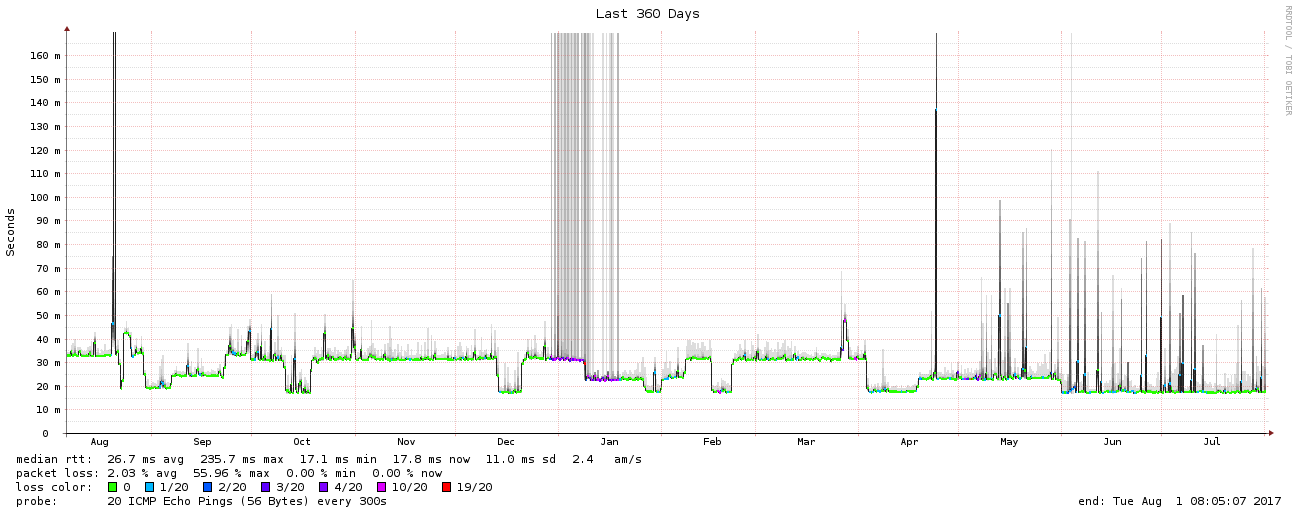 Last 360 Days
RRDTOOL / TOBI OETIKER
Seconds
160 m
150 m
140 m
130 m
120 m
110 m
100 m
90 m
80 m
70 m
60 m
50 m
40 m
30 m
20 m
10 m
0
Aug Sep Oct Nov Dec Jan Feb Mar Apr May Jun Jul
median rtt: 26.7 ms avg 235.7 ms max 17.1 ms min 17.8 ms now 11.0 ms sd 2.4 am/s
packet loss: 2.03 % avg 55.96 % max 0.00 % min 0.00 % now
loss color: 0 1/20 2/20 3/20 4/20 10/20 19/20
probe: 20 ICMP Echo Pings (56 Bytes) every 300s end: Tue Aug 1 08:05:07 2017